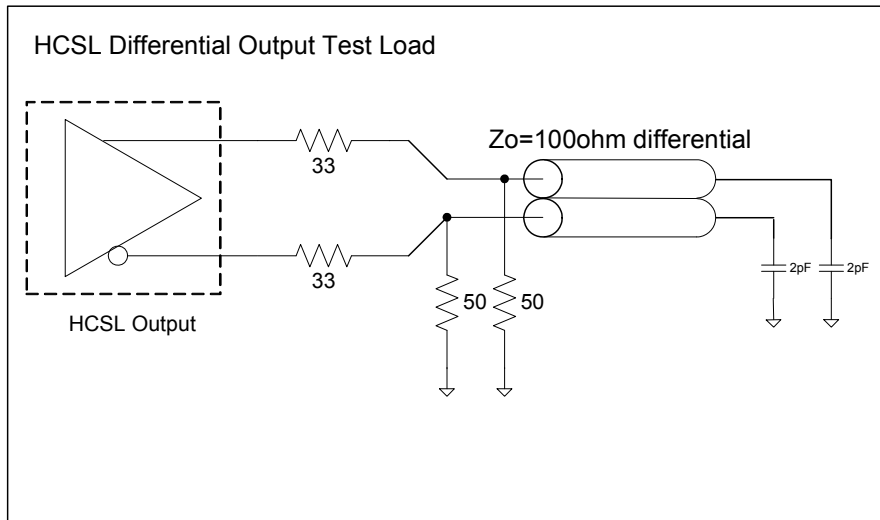 HCSL Differential Output Test Load
33
Zo=100ohm differential
33
HCSL Output
50
50
2pF
2pF